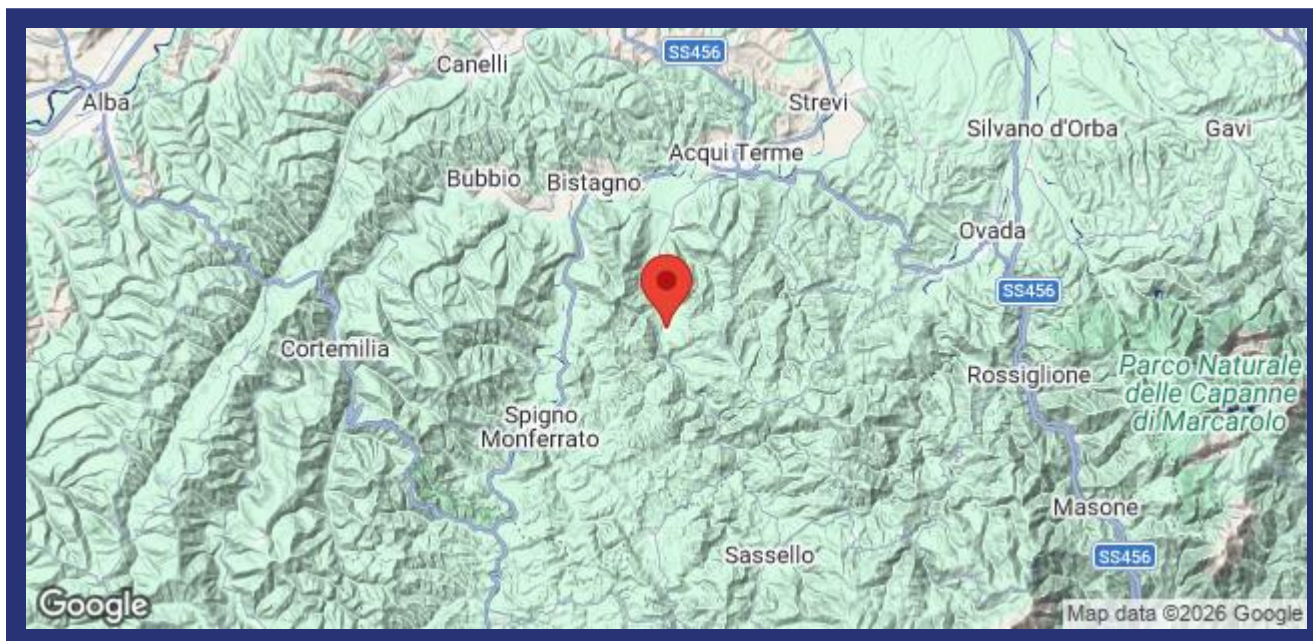 SS456
Canelli
Alba
Strevi
Silvano d'Orba
Gavi
Acqui Terme
Bubbio
Bistagno
Ovada
SS456
Cortemilia
Rossiglione
Parco Naturale
delle Capanne
di Marcarolo
Spigno
Monferrato
Masone
Sassello
SS456
Google
Map data ©2026 Google